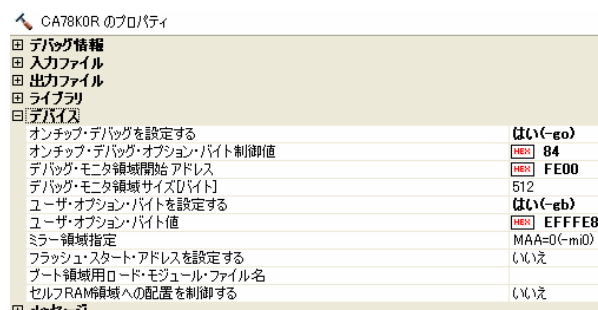 CA78K0R のプロパティ
デバッグ情報
入力ファイル
出力ファイル
ライブラリ
デバイス
オンチップ・デバッグを設定する はい(-go)
オンチップ・デバッグ・オプション・バイト制御値 HEX 84
デバッグ・モニタ領域開始アドレス HEX FE00
デバッグ・モニタ領域サイズ[バイト] 512
ユーザ・オプション・バイトを設定する はい(-gb)
ユーザ・オプション・バイト値 HEX EFFFE8
ミラー領域指定 MAA=0(-mi0)
フラッシュ・スタート・アドレスを設定する いいえ
ブート領域用ロード・モジュール・ファイル名
セルフRAM領域への配置を制御する いいえ
メッセージ